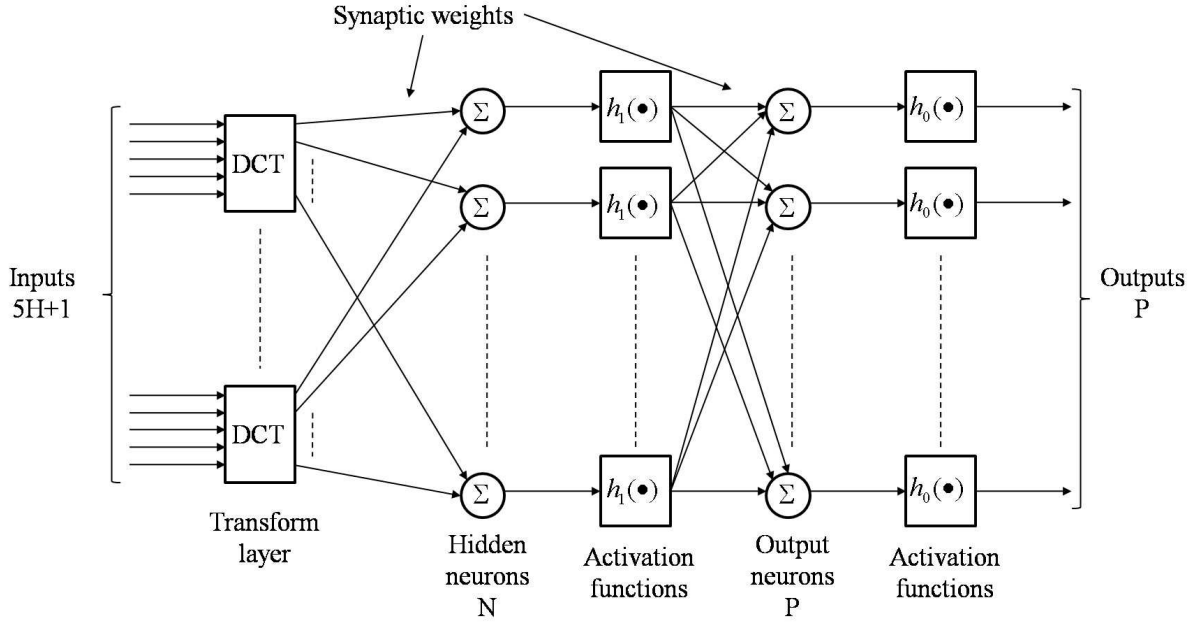 Synaptic weights
Σ
h₁(•)
Σ
h₀(•)
DCT
Σ
h₁(•)
Σ
h₀(•)
Inputs
5H+1
Outputs
P
DCT
Σ
h₁(•)
Σ
h₀(•)
Transform
layer
Hidden
neurons
N
Activation
functions
Output
neurons
P
Activation
functions